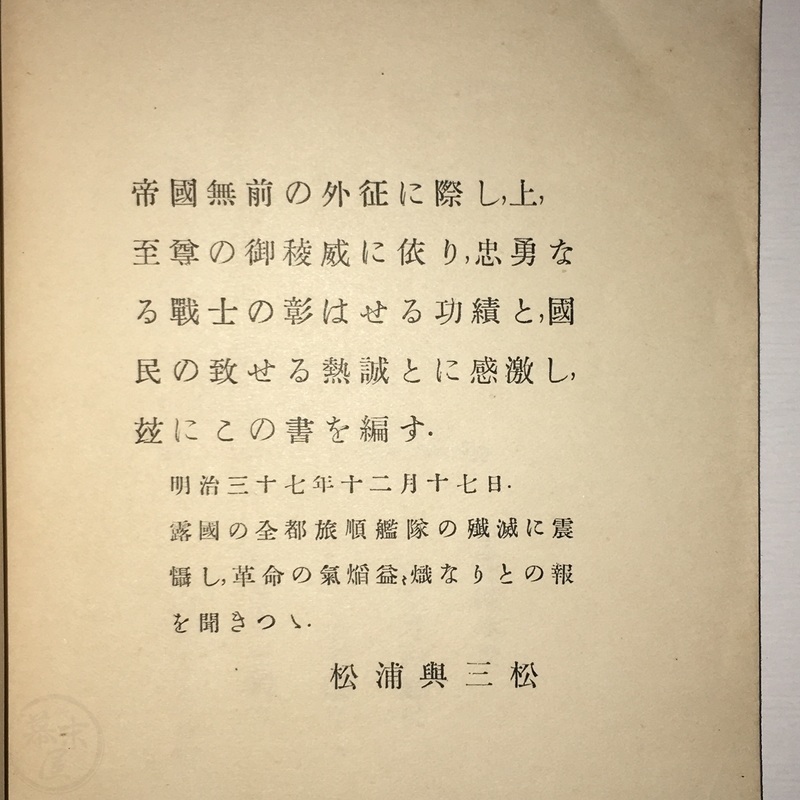 帝國無前の外征に際し,上,
至尊の御稜威に依り,忠勇な
る戰士の彰はせる功績と,國
民の致せる熱誠とに感激し,
玆にこの書を編す.
明治三十七年十二月十七日.
露國の全都旅順艦隊の殲滅に震
懾し,革命の氣焰益〻熾なりとの報
を聞きつゝ.
松浦與三松